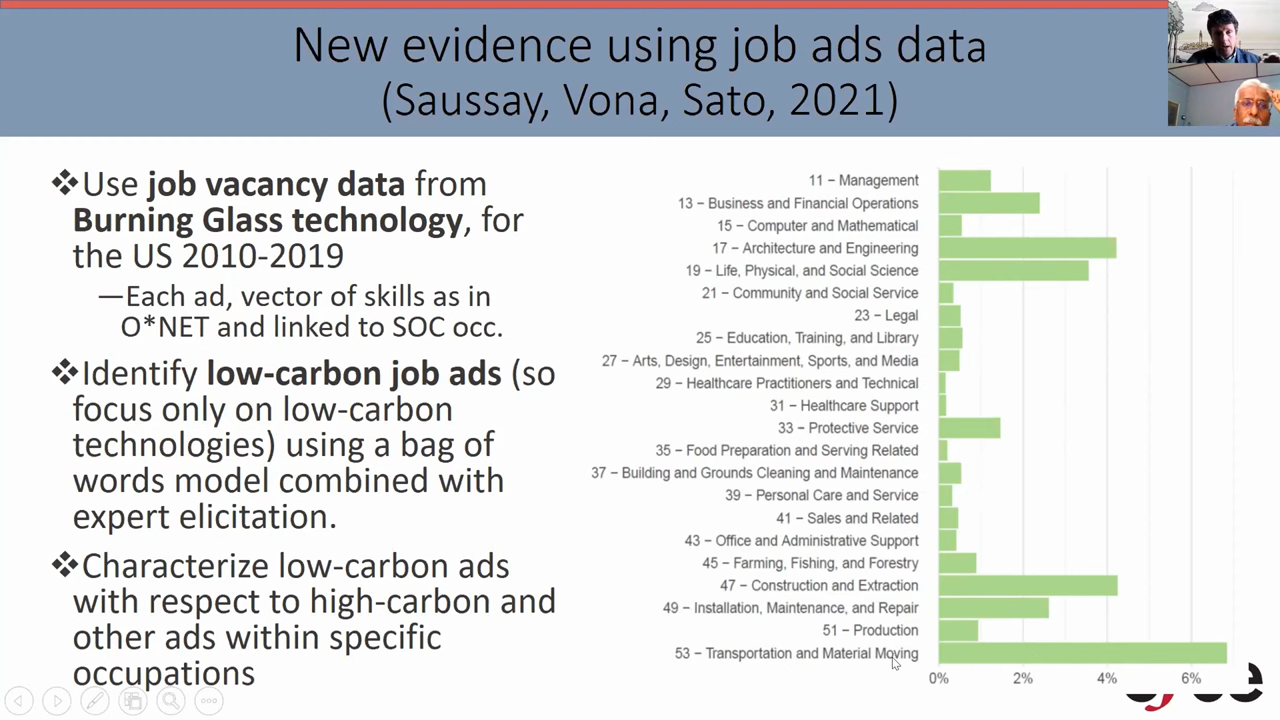 New evidence using job ads data
(Saussay, Vona, Sato, 2021)
❖Use job vacancy data from
Burning Glass technology, for
the US 2010-2019
—Each ad, vector of skills as in
O*NET and linked to SOC occ.
❖Identify low-carbon job ads (so
focus only on low-carbon
technologies) using a bag of
words model combined with
expert elicitation.
❖Characterize low-carbon ads
with respect to high-carbon and
other ads within specific
occupations
11 – Management
13 – Business and Financial Operations
15 – Computer and Mathematical
17 – Architecture and Engineering
19 – Life, Physical, and Social Science
21 – Community and Social Service
23 – Legal
25 – Education, Training, and Library
27 – Arts, Design, Entertainment, Sports, and Media
29 – Healthcare Practitioners and Technical
31 – Healthcare Support
33 – Protective Service
35 – Food Preparation and Serving Related
37 – Building and Grounds Cleaning and Maintenance
39 – Personal Care and Service
41 – Sales and Related
43 – Office and Administrative Support
45 – Farming, Fishing, and Forestry
47 – Construction and Extraction
49 – Installation, Maintenance, and Repair
51 – Production
53 – Transportation and Material Moving
0% 2% 4% 6%